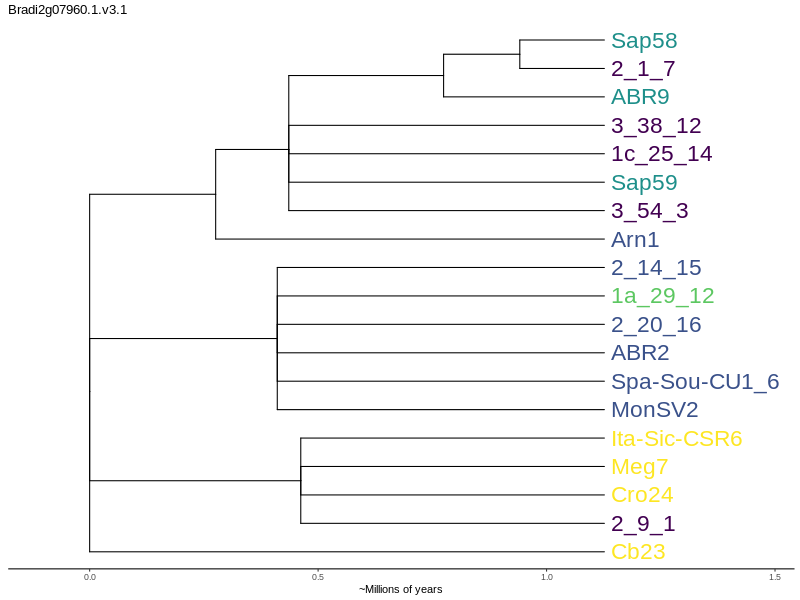 Bradi2g07960.1.v3.1
Sap58
2_1_7
ABR9
3_38_12
1c_25_14
Sap59
3_54_3
Arn1
2_14_15
1a_29_12
2_20_16
ABR2
Spa-Sou-CU1_6
MonSV2
Ita-Sic-CSR6
Meg7
Cro24
2_9_1
Cb23
0.0 0.5 1.0 1.5
~Millions of years